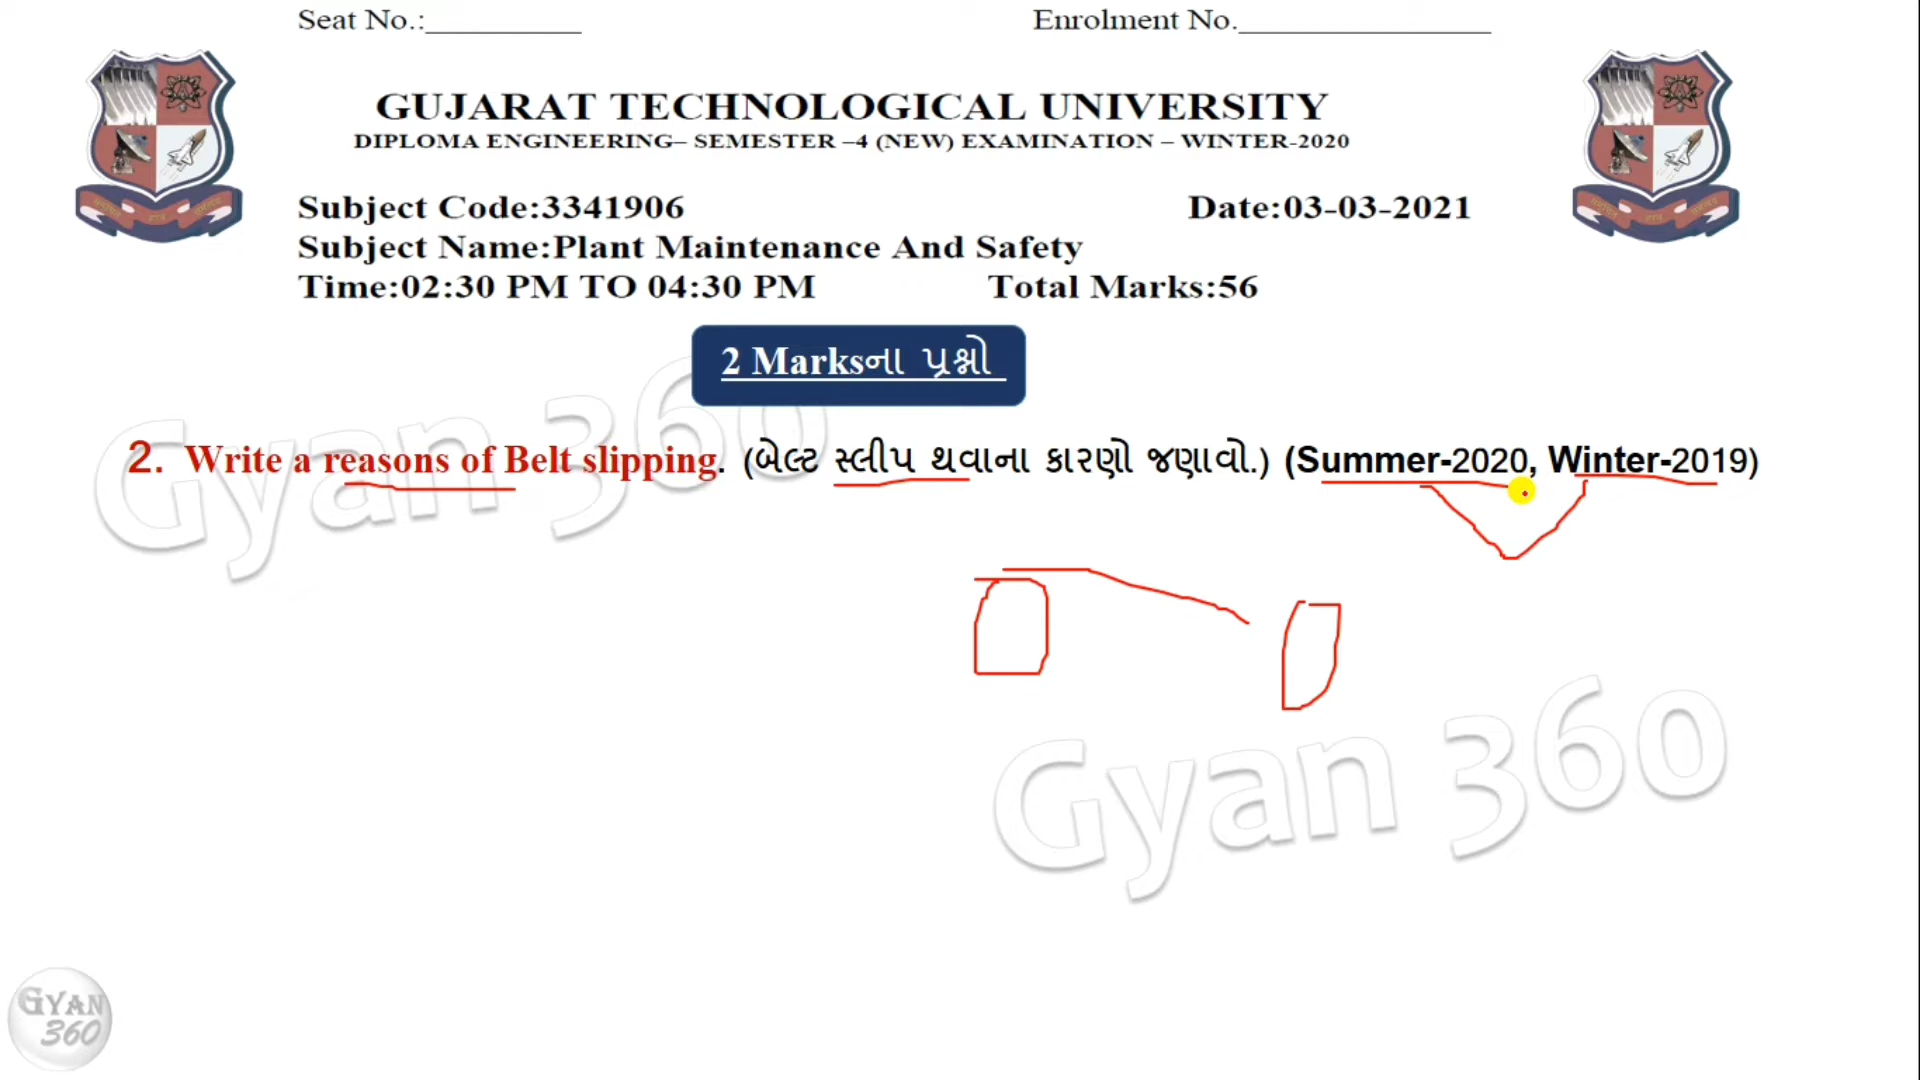 Seat No.:__________ Enrolment No.________________
GUJARAT TECHNOLOGICAL UNIVERSITY
DIPLOMA ENGINEERING– SEMESTER –4 (NEW) EXAMINATION – WINTER-2020
Subject Code:3341906 Date:03-03-2021
Subject Name:Plant Maintenance And Safety
Time:02:30 PM TO 04:30 PM Total Marks:56
2 Marksના પ્રશ્નો
2. Write a reasons of Belt slipping. (બેલ્ટ સ્લીપ થવાના કારણો જણાવો.) (Summer-2020, Winter-2019)
Gyan 360
Gyan 360
GYAN
360